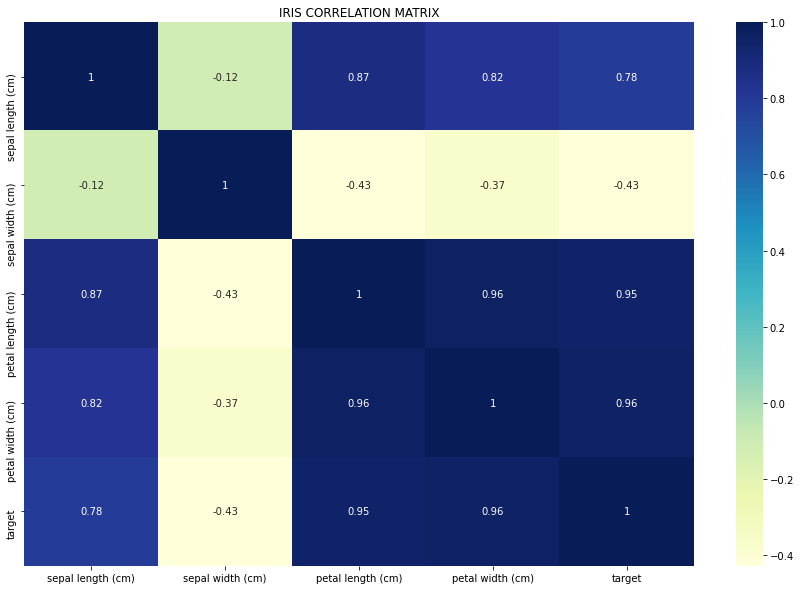 IRIS CORRELATION MATRIX
sepal length (cm)
1 -0.12 0.87 0.82 0.78
sepal width (cm)
-0.12 1 -0.43 -0.37 -0.43
petal length (cm)
0.87 -0.43 1 0.96 0.95
petal width (cm)
0.82 -0.37 0.96 1 0.96
target
0.78 -0.43 0.95 0.96 1
sepal length (cm) sepal width (cm) petal length (cm) petal width (cm) target
1.0
0.8
0.6
0.4
0.2
0.0
−0.2
−0.4